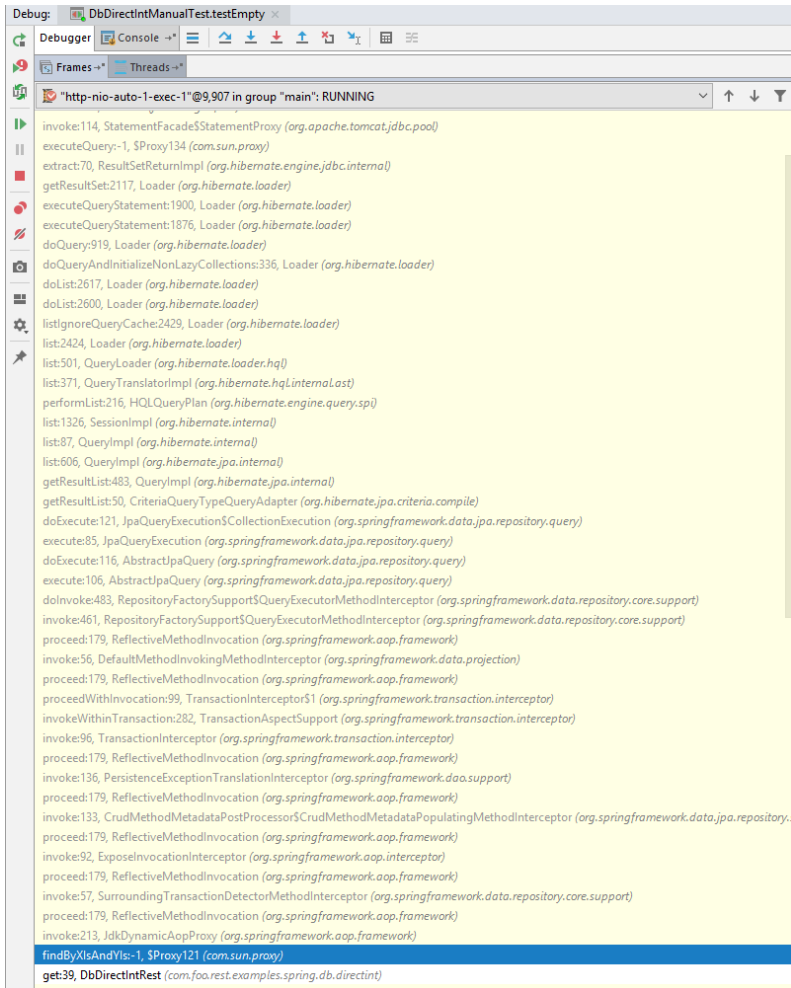 Debug: DbDirectIntManualTest.testEmpty ×
Debugger Console →*
Frames →* Threads →*
"http-nio-auto-1-exec-1"@9,907 in group "main": RUNNING
invoke:114, StatementFacade$StatementProxy (org.apache.tomcat.jdbc.pool)
executeQuery:-1, $Proxy134 (com.sun.proxy)
extract:70, ResultSetReturnImpl (org.hibernate.engine.jdbc.internal)
getResultSet:2117, Loader (org.hibernate.loader)
executeQueryStatement:1900, Loader (org.hibernate.loader)
executeQueryStatement:1876, Loader (org.hibernate.loader)
doQuery:919, Loader (org.hibernate.loader)
doQueryAndInitializeNonLazyCollections:336, Loader (org.hibernate.loader)
doList:2617, Loader (org.hibernate.loader)
doList:2600, Loader (org.hibernate.loader)
listIgnoreQueryCache:2429, Loader (org.hibernate.loader)
list:2424, Loader (org.hibernate.loader)
list:501, QueryLoader (org.hibernate.loader.hql)
list:371, QueryTranslatorImpl (org.hibernate.hql.internal.ast)
performList:216, HQLQueryPlan (org.hibernate.engine.query.spi)
list:1326, SessionImpl (org.hibernate.internal)
list:87, QueryImpl (org.hibernate.internal)
list:606, QueryImpl (org.hibernate.jpa.internal)
getResultList:483, QueryImpl (org.hibernate.jpa.internal)
getResultList:50, CriteriaQueryTypeQueryAdapter (org.hibernate.jpa.criteria.compile)
doExecute:121, JpaQueryExecution$CollectionExecution (org.springframework.data.jpa.repository.query)
execute:85, JpaQueryExecution (org.springframework.data.jpa.repository.query)
doExecute:116, AbstractJpaQuery (org.springframework.data.jpa.repository.query)
execute:106, AbstractJpaQuery (org.springframework.data.jpa.repository.query)
doInvoke:483, RepositoryFactorySupport$QueryExecutorMethodInterceptor (org.springframework.data.repository.core.support)
invoke:461, RepositoryFactorySupport$QueryExecutorMethodInterceptor (org.springframework.data.repository.core.support)
proceed:179, ReflectiveMethodInvocation (org.springframework.aop.framework)
invoke:56, DefaultMethodInvokingMethodInterceptor (org.springframework.data.projection)
proceed:179, ReflectiveMethodInvocation (org.springframework.aop.framework)
proceedWithInvocation:99, TransactionInterceptor$1 (org.springframework.transaction.interceptor)
invokeWithinTransaction:282, TransactionAspectSupport (org.springframework.transaction.interceptor)
invoke:96, TransactionInterceptor (org.springframework.transaction.interceptor)
proceed:179, ReflectiveMethodInvocation (org.springframework.aop.framework)
invoke:136, PersistenceExceptionTranslationInterceptor (org.springframework.dao.support)
proceed:179, ReflectiveMethodInvocation (org.springframework.aop.framework)
invoke:133, CrudMethodMetadataPostProcessor$CrudMethodMetadataPopulatingMethodInterceptor (org.springframework.data.jpa.repository.
proceed:179, ReflectiveMethodInvocation (org.springframework.aop.framework)
invoke:92, ExposeInvocationInterceptor (org.springframework.aop.interceptor)
proceed:179, ReflectiveMethodInvocation (org.springframework.aop.framework)
invoke:57, SurroundingTransactionDetectorMethodInterceptor (org.springframework.data.repository.core.support)
proceed:179, ReflectiveMethodInvocation (org.springframework.aop.framework)
invoke:213, JdkDynamicAopProxy (org.springframework.aop.framework)
findByXIsAndYIs:-1, $Proxy121 (com.sun.proxy)
get:39, DbDirectIntRest (com.foo.rest.examples.spring.db.directint)